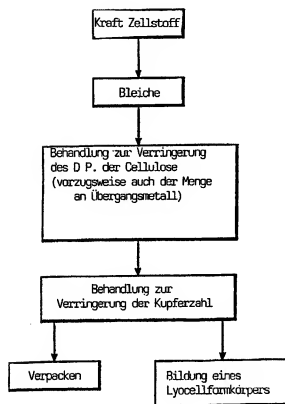 Kraft Zellstoff
Bleiche
Behandlung zur Verringerung
des D P. der Cellulose
(vorzugsweise auch der Menge
an Übergangsmetall)
Behandlung zur
Verringerung der Kupferzahl
Verpacken
Bildung eines
Lyocellformkörpers